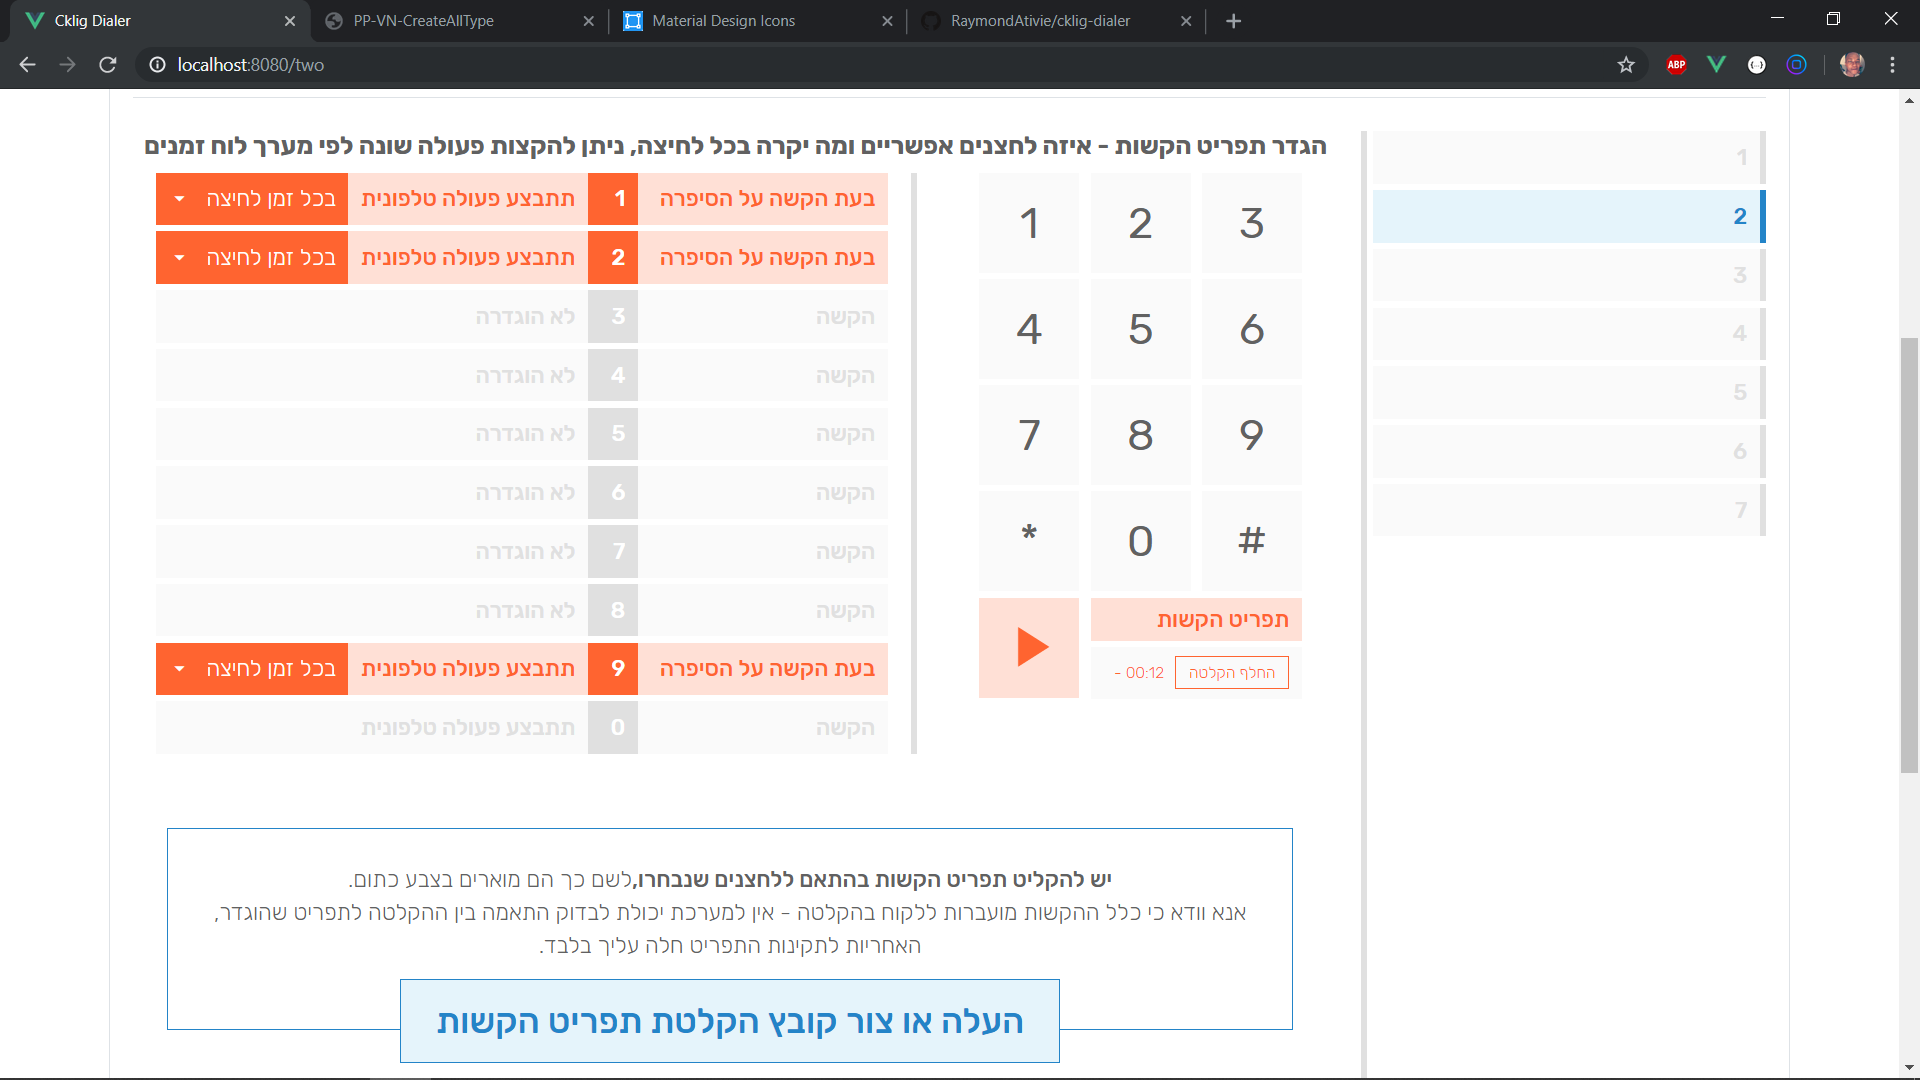 Cklig Dialer
PP-VN-CreateAllType
Material Design Icons
RaymondAtivie/cklig-dialer
localhost:8080/two
ABP
הגדר תפריט הקשות - איזה לחצנים אפשריים ומה יקרה בכל לחיצה, ניתן להקצות פעולה שונה לפי מערך לוח זמנים
1
2
3
4
5
6
7
1 2 3
4 5 6
7 8 9
* 0 #
תפריט הקשות
החלף הקלטה 00:12 -
בעת הקשה על הסיפרה 1 תתבצע פעולה טלפונית בכל זמן לחיצה
בעת הקשה על הסיפרה 2 תתבצע פעולה טלפונית בכל זמן לחיצה
הקשה 3 לא הוגדרה
הקשה 4 לא הוגדרה
הקשה 5 לא הוגדרה
הקשה 6 לא הוגדרה
הקשה 7 לא הוגדרה
הקשה 8 לא הוגדרה
בעת הקשה על הסיפרה 9 תתבצע פעולה טלפונית בכל זמן לחיצה
הקשה 0 תתבצע פעולה טלפונית
יש להקליט תפריט הקשות בהתאם ללחצנים שנבחרו,לשם כך הם מוארים בצבע כתום.
אנא וודא כי כלל ההקשות מועברות ללקוח בהקלטה - אין למערכת יכולת לבדוק התאמה בין ההקלטה לתפריט שהוגדר,
האחריות לתקינות התפריט חלה עליך בלבד.
העלה או צור קובץ הקלטת תפריט הקשות